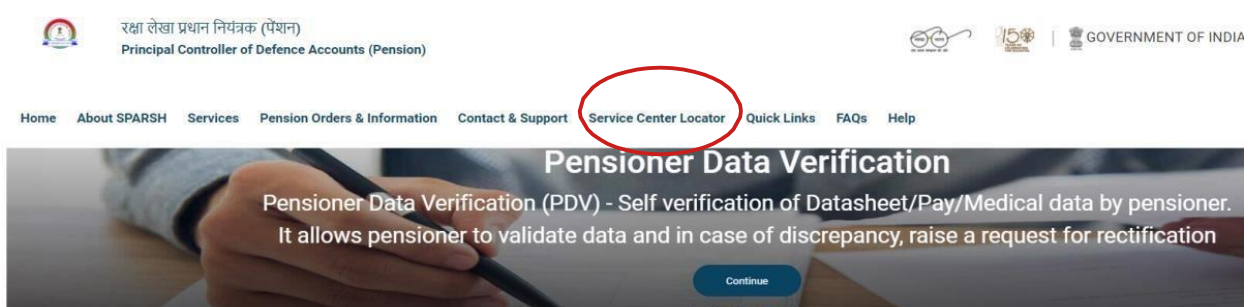 रक्षा लेखा प्रधान नियंत्रक (पेंशन)
Principal Controller of Defence Accounts (Pension)
150
GOVERNMENT OF INDIA
Home About SPARSH Services Pension Orders & Information Contact & Support Service Center Locator Quick Links FAQs Help
Pensioner Data Verification
Pensioner Data Verification (PDV) - Self verification of Datasheet/Pay/Medical data by pensioner.
It allows pensioner to validate data and in case of discrepancy, raise a request for rectification
Continue